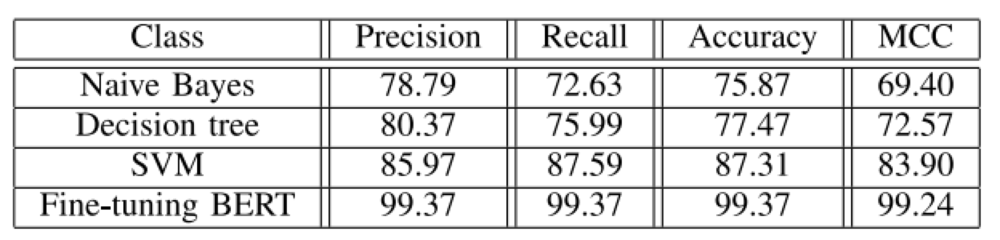 Class Precision Recall Accuracy MCC
Naive Bayes 78.79 72.63 75.87 69.40
Decision tree 80.37 75.99 77.47 72.57
SVM 85.97 87.59 87.31 83.90
Fine-tuning BERT 99.37 99.37 99.37 99.24